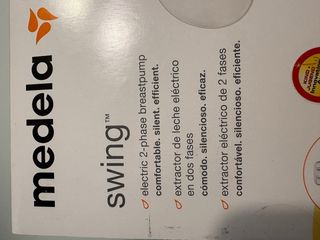 medela
swing™
electric 2-phase breastpump
comfortable. silent. efficient.
extractor de leche eléctrico
en dos fases
cómodo. silencioso. eficaz.
extractor eléctrico de 2 fases
confortável. silencioso. eficiente.